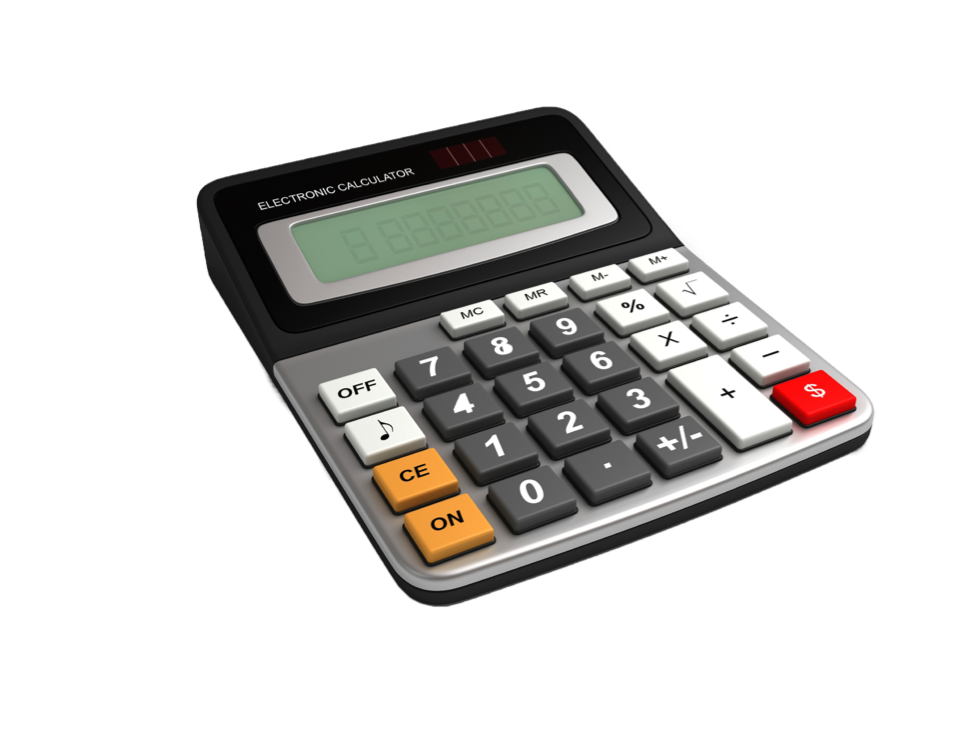 ELECTRONIC CALCULATOR
MC MR M- M+
7 8 9 % √
OFF 4 5 6 X ÷
♪ 1 2 3 + −
CE 0 . +/- $
ON